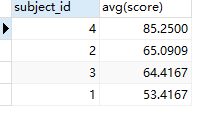 subject_id avg(score)
4 85.2500
2 65.0909
3 64.4167
1 53.4167